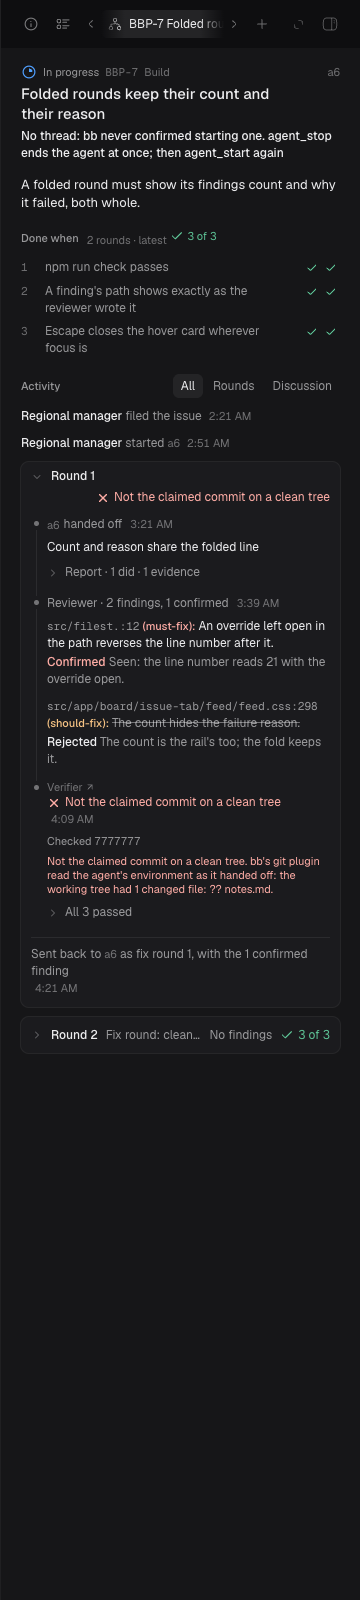 BBP-7 Folded rou
In progress BBP-7 Build a6
Folded rounds keep their count and
their reason
No thread: bb never confirmed starting one. agent_stop
ends the agent at once; then agent_start again
A folded round must show its findings count and why
it failed, both whole.
Done when 2 rounds · latest ✓ 3 of 3
1 npm run check passes ✓ ✓
2 A finding's path shows exactly as the ✓ ✓
reviewer wrote it
3 Escape closes the hover card wherever ✓ ✓
focus is
Activity All Rounds Discussion
Regional manager filed the issue 2:21 AM
Regional manager started a6 2:51 AM
Round 1
✕ Not the claimed commit on a clean tree
a6 handed off 3:21 AM
Count and reason share the folded line
Report · 1 did · 1 evidence
Reviewer · 2 findings, 1 confirmed 3:39 AM
src/filest.:12 (must-fix): An override left open in
the path reverses the line number after it.
Confirmed Seen: the line number reads 21 with the
override open.
src/app/board/issue-tab/feed/feed.css:298
(should-fix): The count hides the failure reason.
Rejected The count is the rail's too; the fold keeps
it.
Verifier ↗
✕ Not the claimed commit on a clean tree
4:09 AM
Checked 7777777
Not the claimed commit on a clean tree. bb's git plugin
read the agent's environment as it handed off: the
working tree had 1 changed file: ?? notes.md.
All 3 passed
Sent back to a6 as fix round 1, with the 1 confirmed
finding
4:21 AM
Round 2 Fix round: clean… No findings ✓ 3 of 3